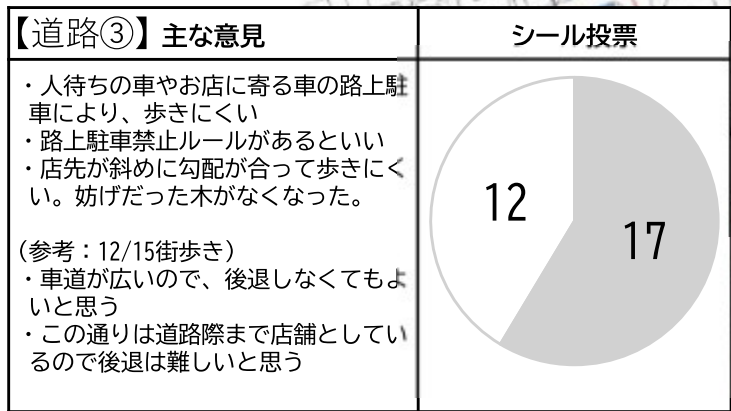 【道路③】主な意見
シール投票
・人待ちの車やお店に寄る車の路上駐
車により、歩きにくい
・路上駐車禁止ルールがあるといい
・店先が斜めに勾配が合って歩きにく
い。妨げだった木がなくなった。
（参考：12/15街歩き）
・車道が広いので、後退しなくてもよ
いと思う
・この通りは道路際まで店舗としてい
るので後退は難しいと思う
12
17